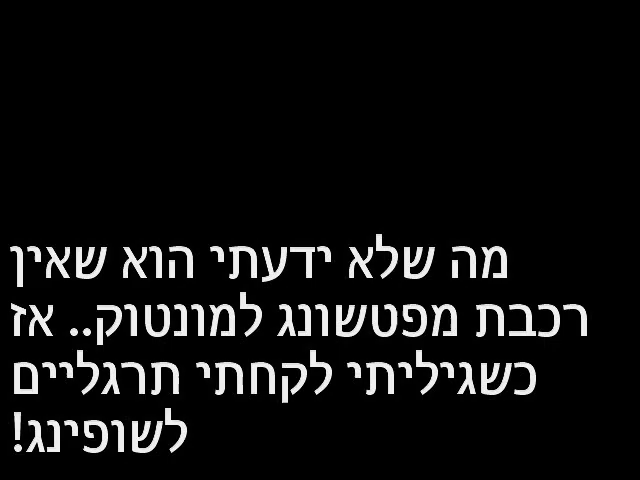 מה שלא ידעתי הוא שאין
רכבת מפטשונג למונטוק.. אז
כשגיליתי לקחתי תרגליים
לשופינג!